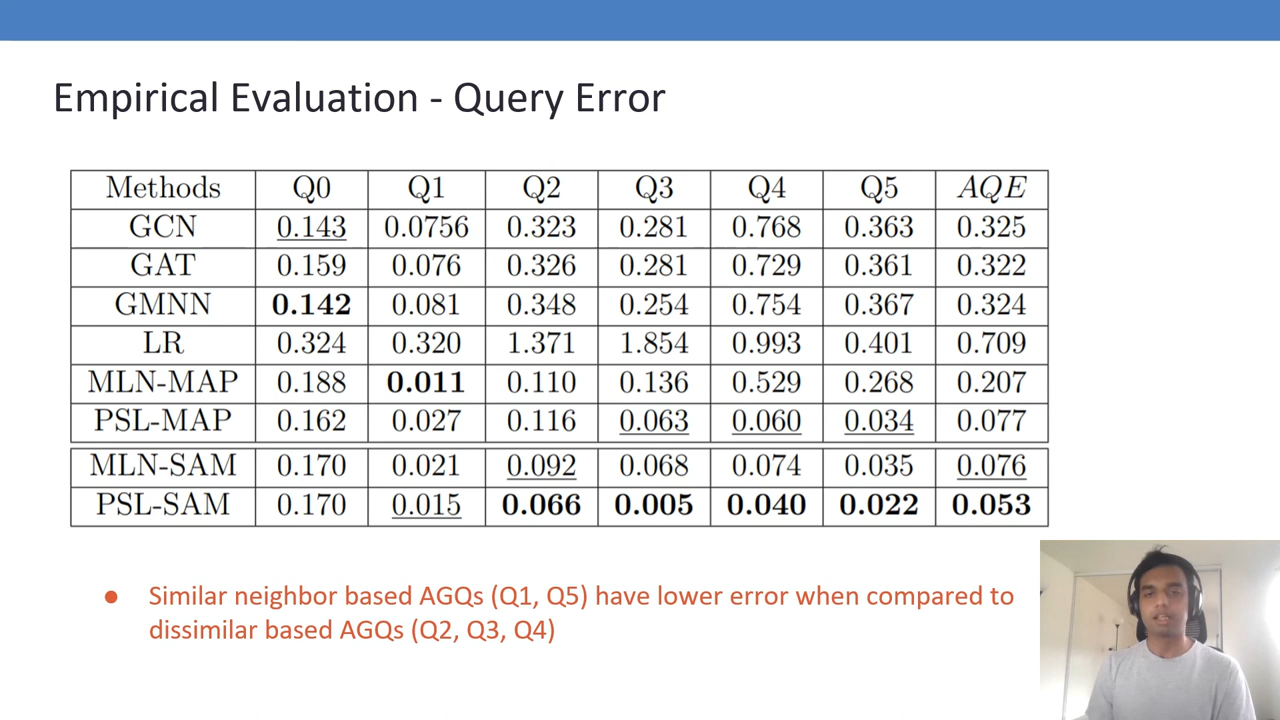 Empirical Evaluation - Query Error
Methods Q0 Q1 Q2 Q3 Q4 Q5 AQE
GCN 0.143 0.0756 0.323 0.281 0.768 0.363 0.325
GAT 0.159 0.076 0.326 0.281 0.729 0.361 0.322
GMNN 0.142 0.081 0.348 0.254 0.754 0.367 0.324
LR 0.324 0.320 1.371 1.854 0.993 0.401 0.709
MLN-MAP 0.188 0.011 0.110 0.136 0.529 0.268 0.207
PSL-MAP 0.162 0.027 0.116 0.063 0.060 0.034 0.077
MLN-SAM 0.170 0.021 0.092 0.068 0.074 0.035 0.076
PSL-SAM 0.170 0.015 0.066 0.005 0.040 0.022 0.053
● Similar neighbor based AGQs (Q1, Q5) have lower error when compared to
dissimilar based AGQs (Q2, Q3, Q4)